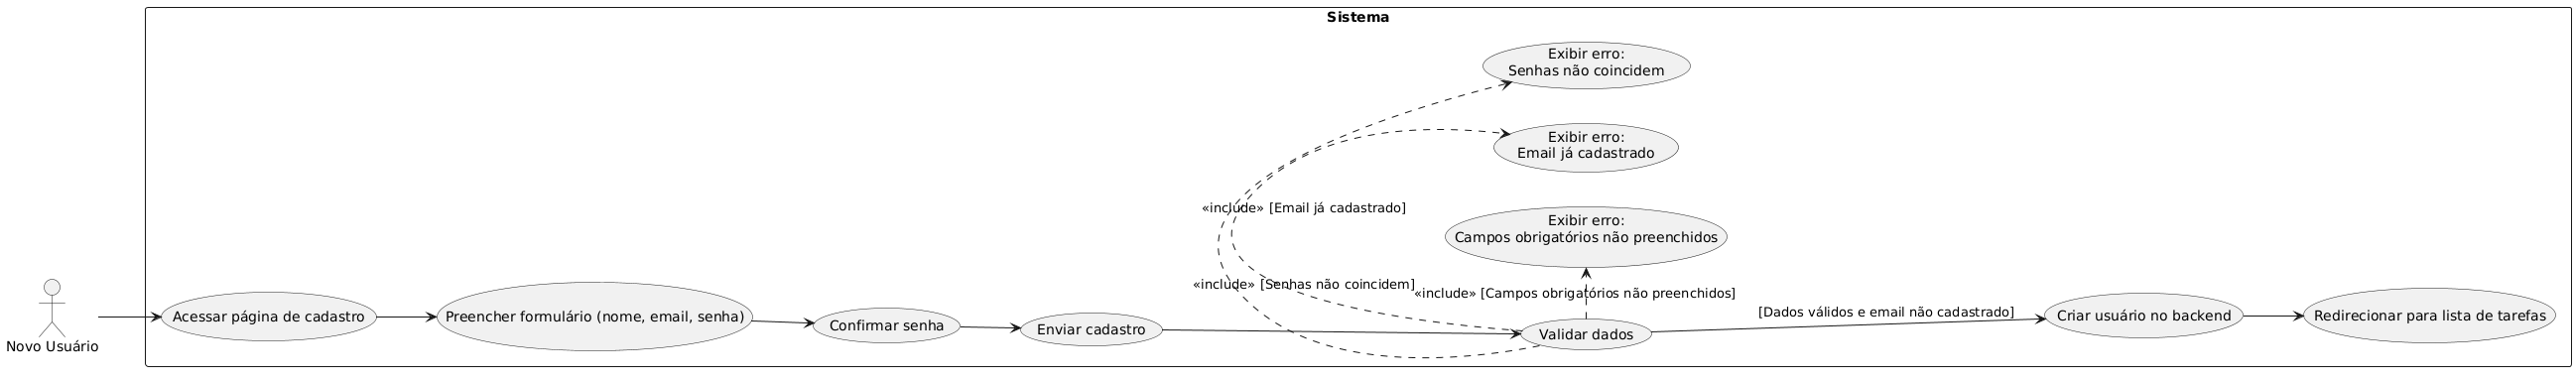 Sistema
Exibir erro:
Senhas não coincidem
Exibir erro:
Email já cadastrado
«include» [Email já cadastrado]
Exibir erro:
Campos obrigatórios não preenchidos
«include» [Senhas não coincidem]
«include» [Campos obrigatórios não preenchidos]
Novo Usuário
Acessar página de cadastro
Preencher formulário (nome, email, senha)
Confirmar senha
Enviar cadastro
Validar dados
[Dados válidos e email não cadastrado]
Criar usuário no backend
Redirecionar para lista de tarefas